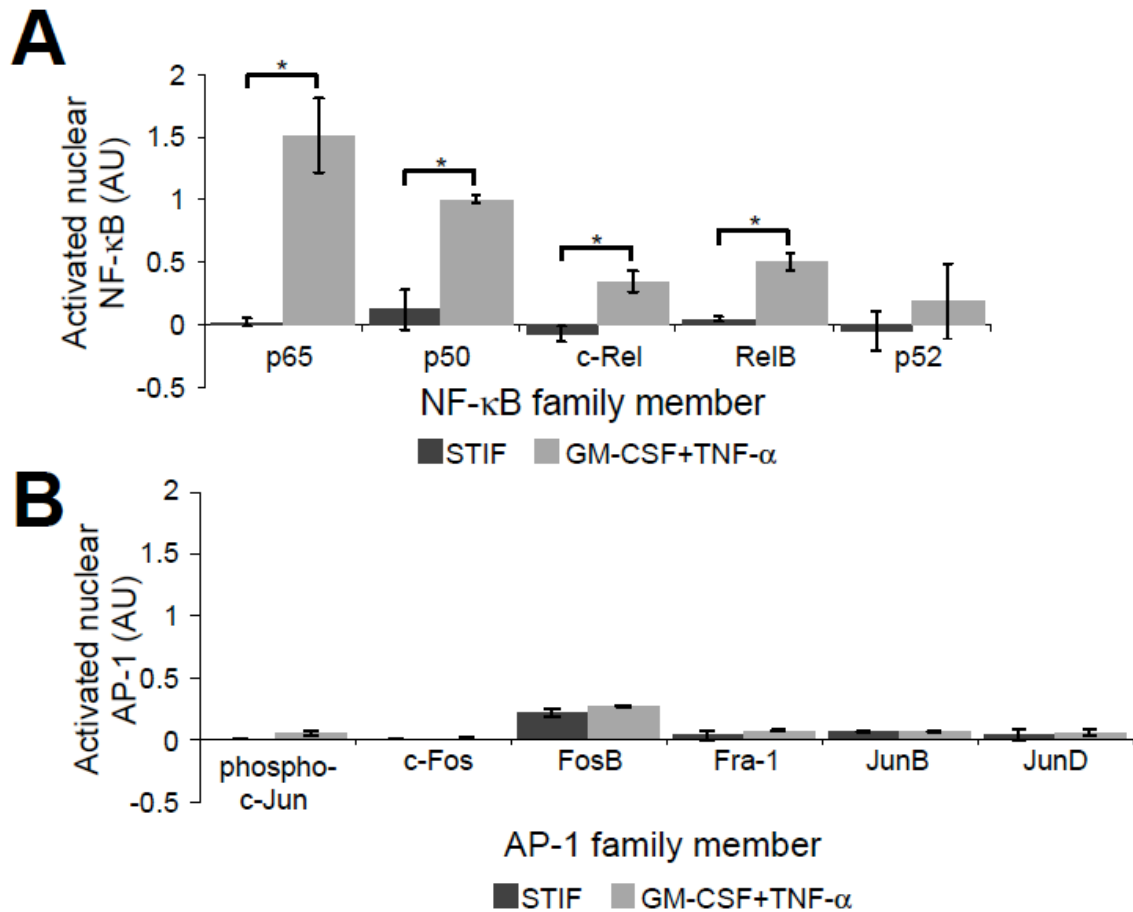 A
Activated nuclear
NF-κB (AU)
2
1.5
1
0.5
0
-0.5
*
*
*
*
p65 p50 c-Rel RelB p52
NF-κB family member
STIF GM-CSF+TNF-α
B
Activated nuclear
AP-1 (AU)
2
1.5
1
0.5
0
-0.5
phospho-
c-Jun c-Fos FosB Fra-1 JunB JunD
AP-1 family member
STIF GM-CSF+TNF-α